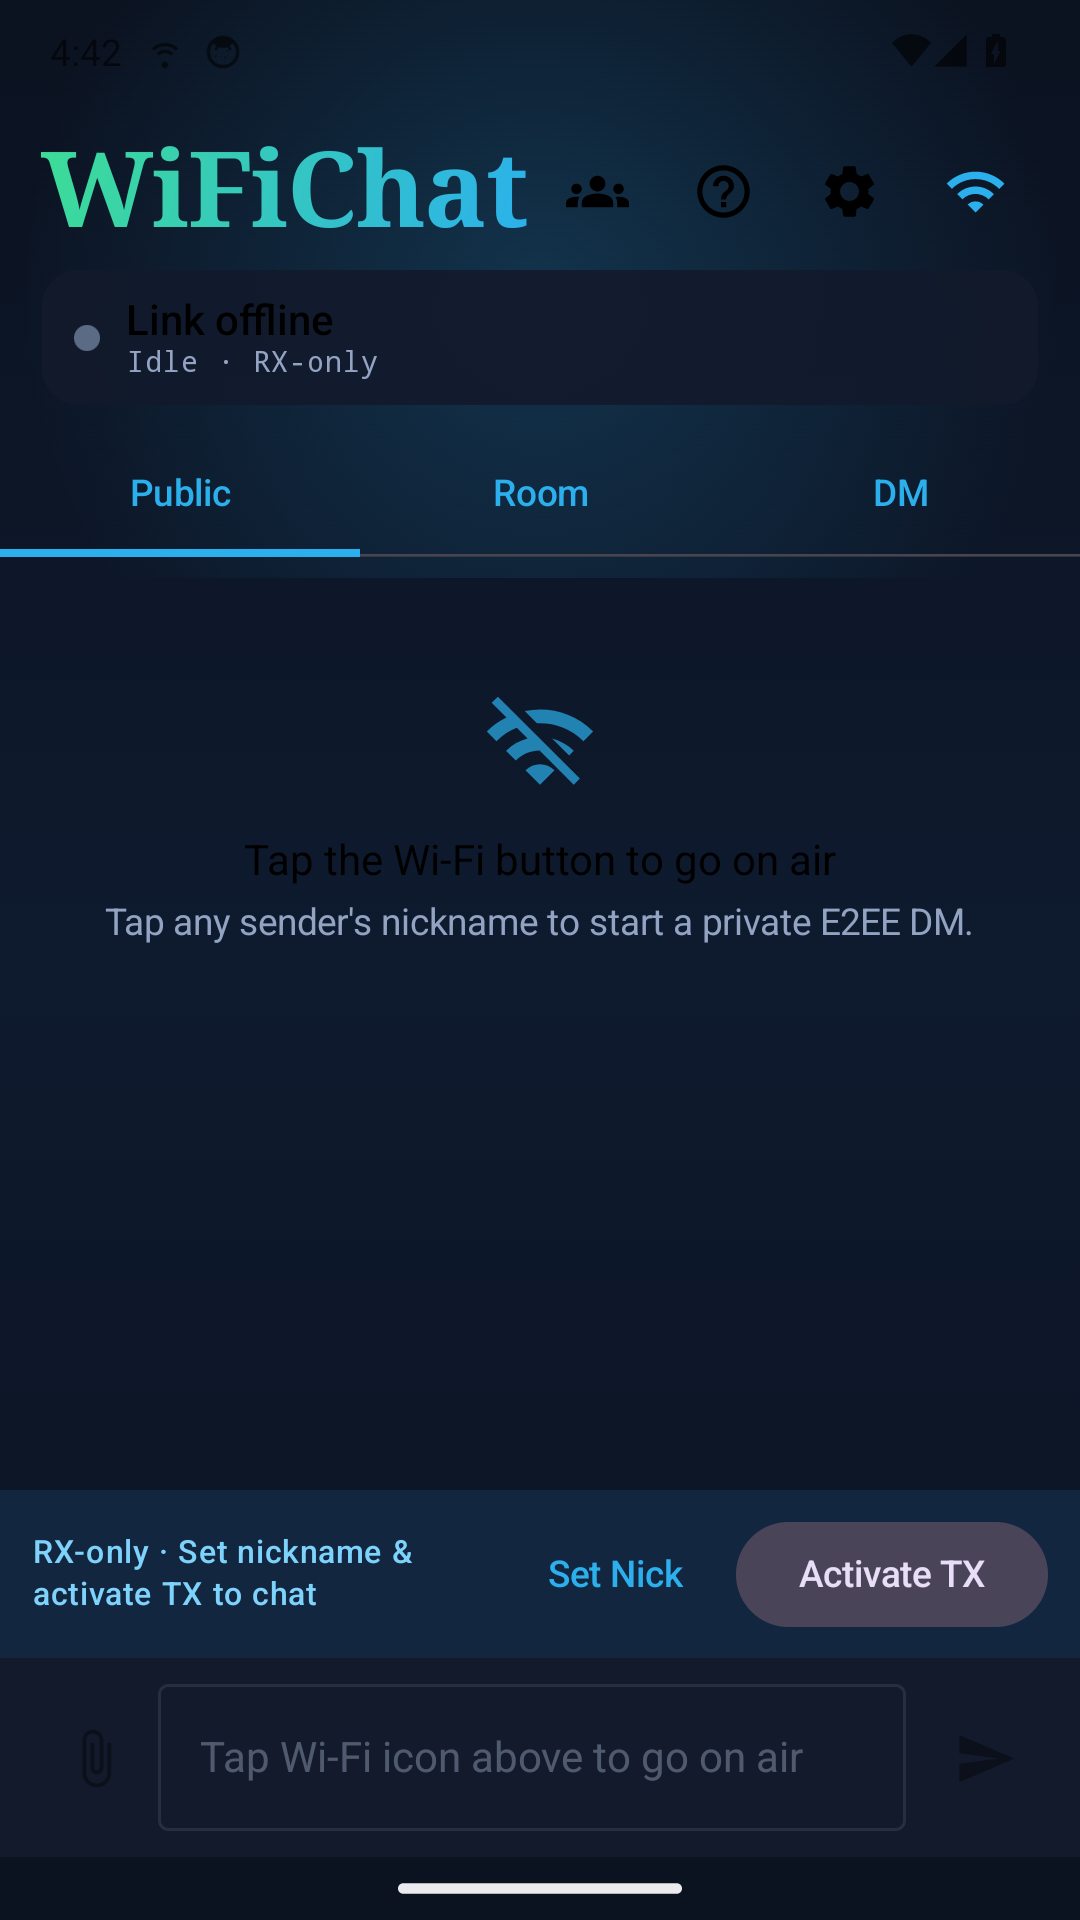 4:42
WiFiChat
Link offline
Idle · RX-only
Public Room DM
Tap the Wi-Fi button to go on air
Tap any sender's nickname to start a private E2EE DM.
RX-only · Set nickname &
activate TX to chat
Set Nick
Activate TX
Tap Wi-Fi icon above to go on air